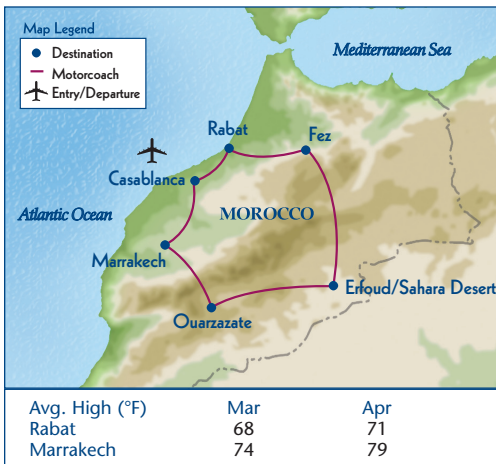 Map Legend
Destination
Motorcoach
Entry/Departure
Mediterranean Sea
Rabat
Fez
Casablanca
Atlantic Ocean
MOROCCO
Marrakech
Erfoud/Sahara Desert
Ouarzazate
Avg. High (°F) Mar Apr
Rabat 68 71
Marrakech 74 79